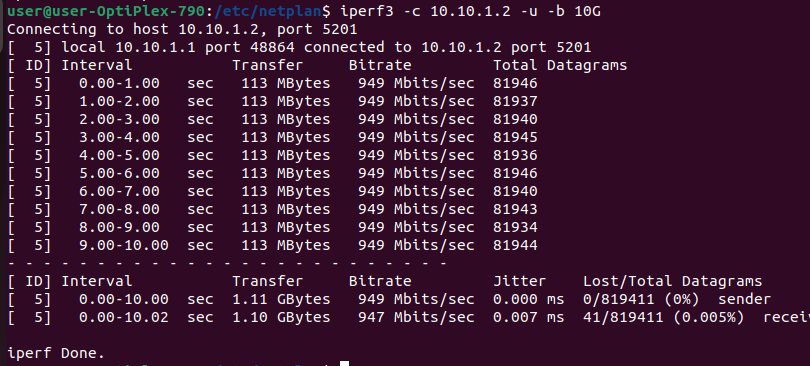 user@user-OptiPlex-790:/etc/netplan$ iperf3 -c 10.10.1.2 -u -b 10G
Connecting to host 10.10.1.2, port 5201
[  5] local 10.10.1.1 port 48864 connected to 10.10.1.2 port 5201
[ ID] Interval           Transfer     Bitrate         Total Datagrams
[  5]   0.00-1.00   sec   113 MBytes   949 Mbits/sec  81946
[  5]   1.00-2.00   sec   113 MBytes   949 Mbits/sec  81937
[  5]   2.00-3.00   sec   113 MBytes   949 Mbits/sec  81940
[  5]   3.00-4.00   sec   113 MBytes   949 Mbits/sec  81945
[  5]   4.00-5.00   sec   113 MBytes   949 Mbits/sec  81936
[  5]   5.00-6.00   sec   113 MBytes   949 Mbits/sec  81946
[  5]   6.00-7.00   sec   113 MBytes   949 Mbits/sec  81940
[  5]   7.00-8.00   sec   113 MBytes   949 Mbits/sec  81943
[  5]   8.00-9.00   sec   113 MBytes   949 Mbits/sec  81934
[  5]   9.00-10.00  sec   113 MBytes   949 Mbits/sec  81944
- - - - - - - - - - - - - - - - - - - - - - - - -
[ ID] Interval           Transfer     Bitrate         Jitter    Lost/Total Datagrams
[  5]   0.00-10.00  sec  1.11 GBytes   949 Mbits/sec  0.000 ms  0/819411 (0%)  sender
[  5]   0.00-10.02  sec  1.10 GBytes   947 Mbits/sec  0.007 ms  41/819411 (0.005%)  recei
iperf Done.